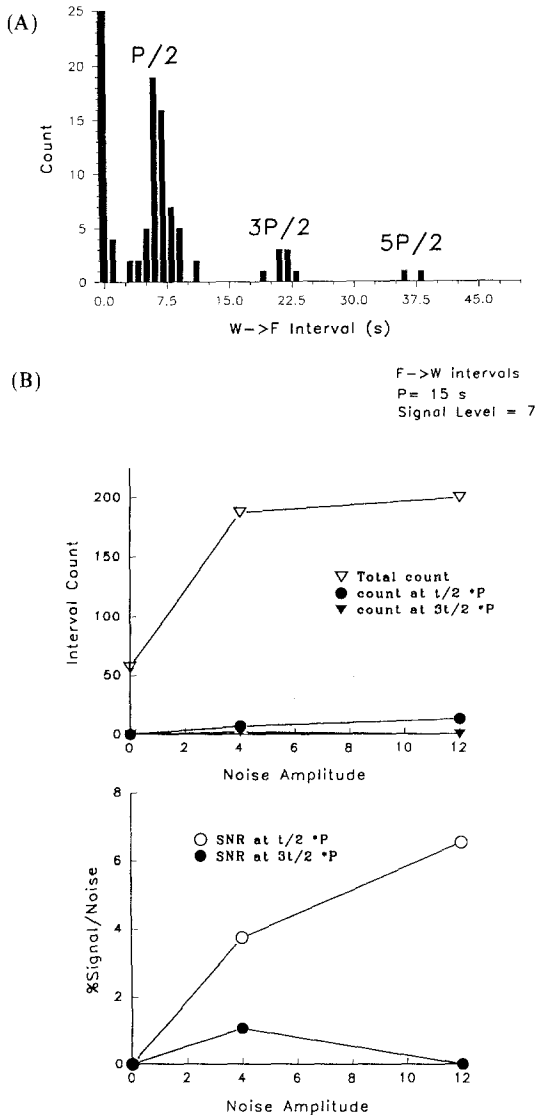 (A)
25
20
15
10
5
0
Count
P/2
3P/2
5P/2
0.0 7.5 15.0 22.5 30.0 37.5 45.0
W->F Interval (s)
(B)
F->W intervals
P= 15 s
Signal Level = 7
200
150
100
50
0
Interval Count
Total count
count at t/2 *P
count at 3t/2 *P
0 2 4 6 8 10 12
Noise Amplitude
8
6
4
2
0
%Signal/Noise
SNR at t/2 *P
SNR at 3t/2 *P
0 2 4 6 8 10 12
Noise Amplitude